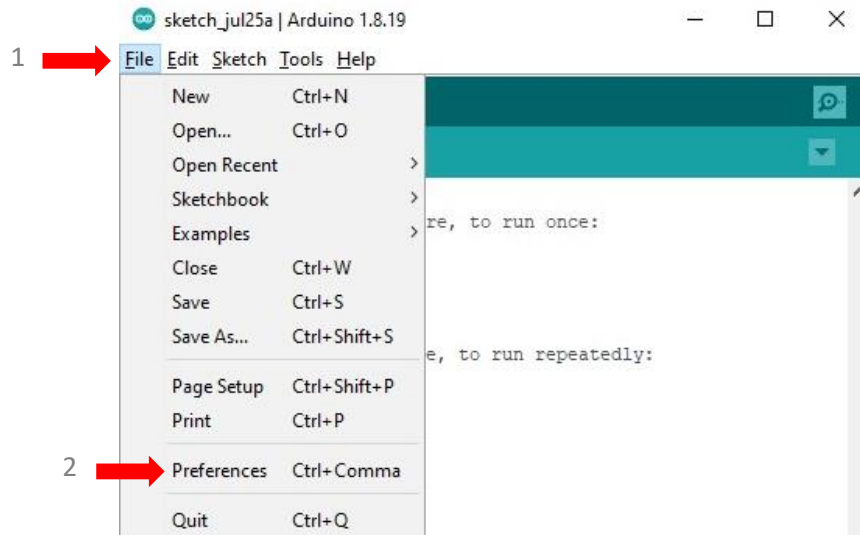 sketch_jul25a | Arduino 1.8.19
1
File Edit Sketch Tools Help
New Ctrl+N
Open... Ctrl+O
Open Recent
Sketchbook
re, to run once:
Examples
Close Ctrl+W
Save Ctrl+S
Save As... Ctrl+Shift+S
e, to run repeatedly:
Page Setup Ctrl+Shift+P
Print Ctrl+P
2
Preferences Ctrl+Comma
Quit Ctrl+Q